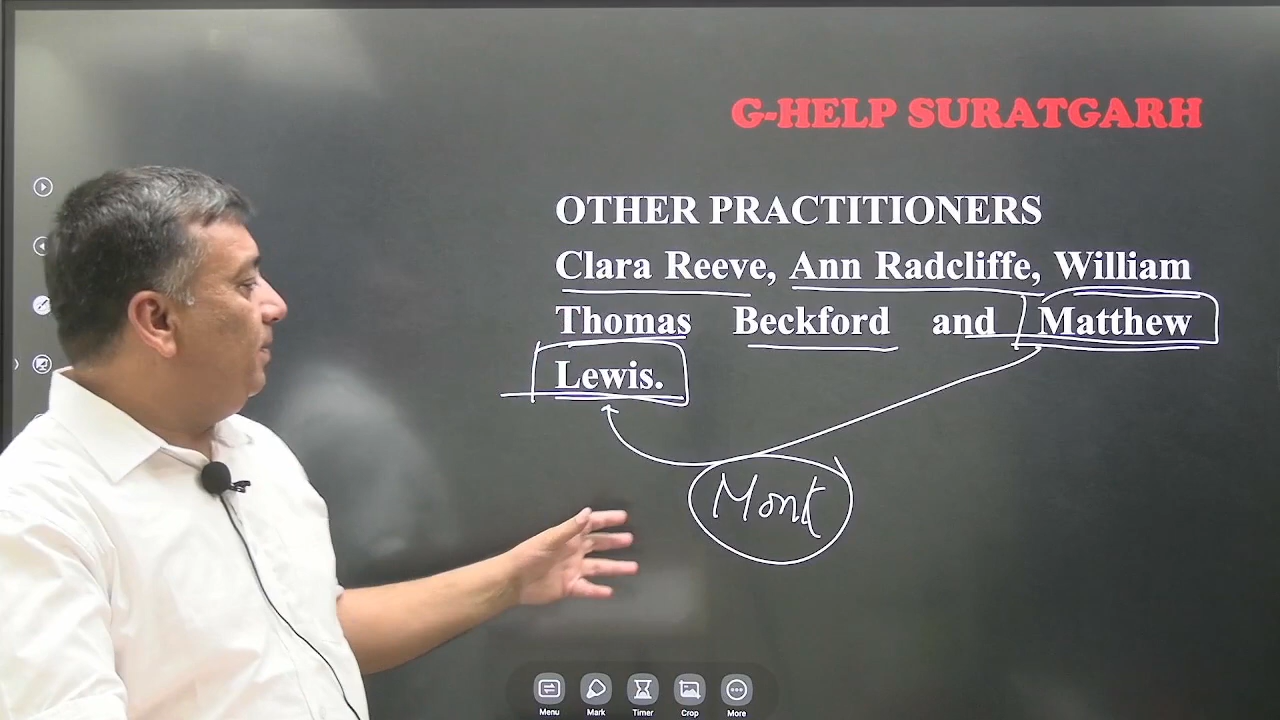 G-HELP SURATGARH
OTHER PRACTITIONERS
Clara Reeve, Ann Radcliffe, William
Thomas Beckford and Matthew
Lewis.
Monk
Menu Mark Timer Crop More